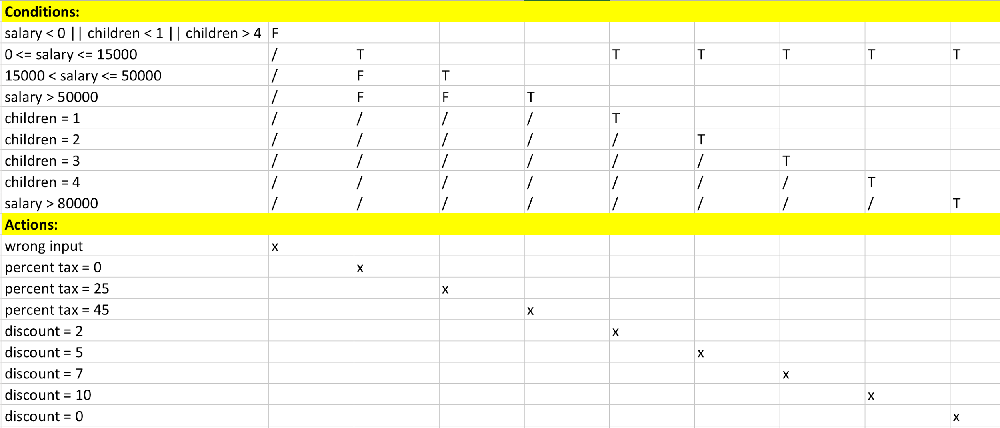 Conditions:
salary < 0 || children < 1 || children > 4 F
0 <= salary <= 15000 / T T T T T T
15000 < salary <= 50000 / F T
salary > 50000 / F F T
children = 1 / / / / T
children = 2 / / / / / T
children = 3 / / / / / / T
children = 4 / / / / / / / T
salary > 80000 / / / / / / / / T
Actions:
wrong input x
percent tax = 0 x
percent tax = 25 x
percent tax = 45 x
discount = 2 x
discount = 5 x
discount = 7 x
discount = 10 x
discount = 0 x